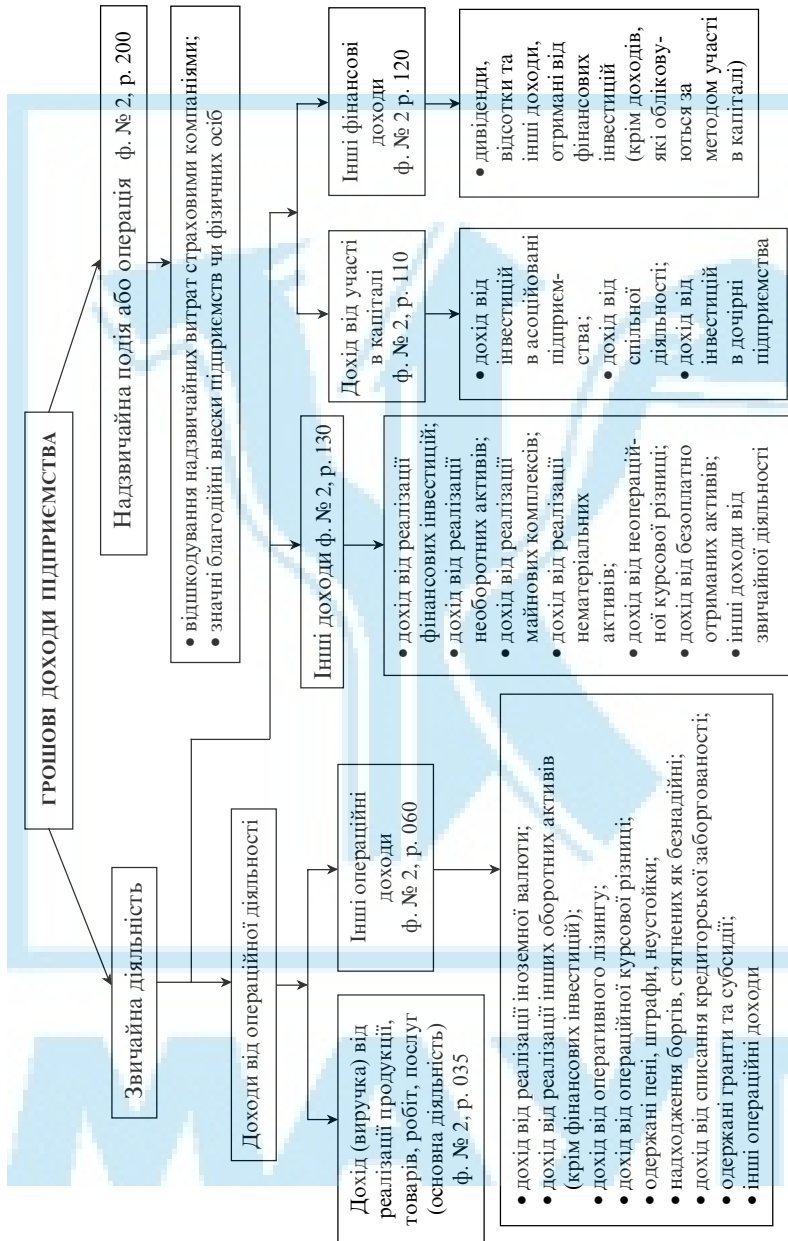 ГРОШОВІ ДОХОДИ ПІДПРИЄМСТВА
Звичайна діяльність
Надзвичайна подія або операція ф. № 2, р. 200
• відшкодування надзвичайних витрат страховими компаніями;
• значні благодійні внески підприємств чи фізичних осіб
Доходи від операційної діяльності
Дохід (виручка) від
реалізації продукції,
товарів, робіт, послуг
(основна діяльність)
ф. № 2, р. 035
Інші операційні
доходи
ф. № 2, р. 060
• дохід від реалізації іноземної валюти;
• дохід від реалізації інших оборотних активів
(крім фінансових інвестицій);
• дохід від оперативного лізингу;
• дохід від операційної курсової різниці;
• одержані пені, штрафи, неустойки;
• надходження боргів, стягнених як безнадійні;
• дохід від списання кредиторської заборгованості;
• одержані гранти та субсидії;
• інші операційні доходи
Інші доходи ф. № 2, р. 130
• дохід від реалізації
фінансових інвестицій;
• дохід від реалізації
необоротних активів;
• дохід від реалізації
майнових комплексів;
• дохід від реалізації
нематеріальних
активів;
• дохід від неоперацій-
ної курсової різниці;
• дохід від безоплатно
отриманих активів;
• інші доходи від
звичайної діяльності
Дохід від участі
в капіталі
ф. № 2, р. 110
• дохід від
інвестицій
в асоційовані
підприєм-
ства;
• дохід від
спільної
діяльності;
• дохід від
інвестицій
в дочірні
підприємства
Інші фінансові
доходи
ф. № 2 р. 120
• дивіденди,
відсотки та
інші доходи,
отримані від
фінансових
інвестицій
(крім доходів,
які обліковую-
ються за
методом участі
в капіталі)